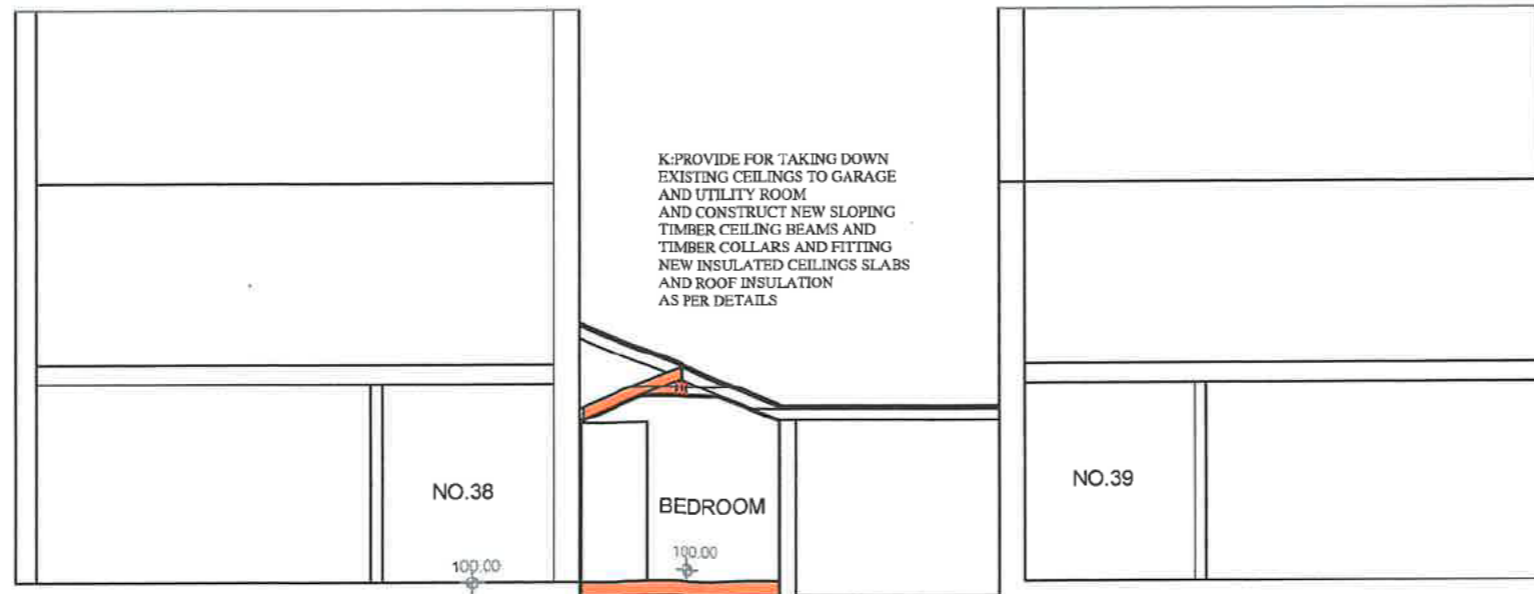 K:PROVIDE FOR TAKING DOWN
EXISTING CEILINGS TO GARAGE
AND UTILITY ROOM
AND CONSTRUCT NEW SLOPING
TIMBER CEILING BEAMS AND
TIMBER COLLARS AND FITTING
NEW INSULATED CEILINGS SLABS
AND ROOF INSULATION
AS PER DETAILS
NO.38
BEDROOM
NO.39
100.00
100.00